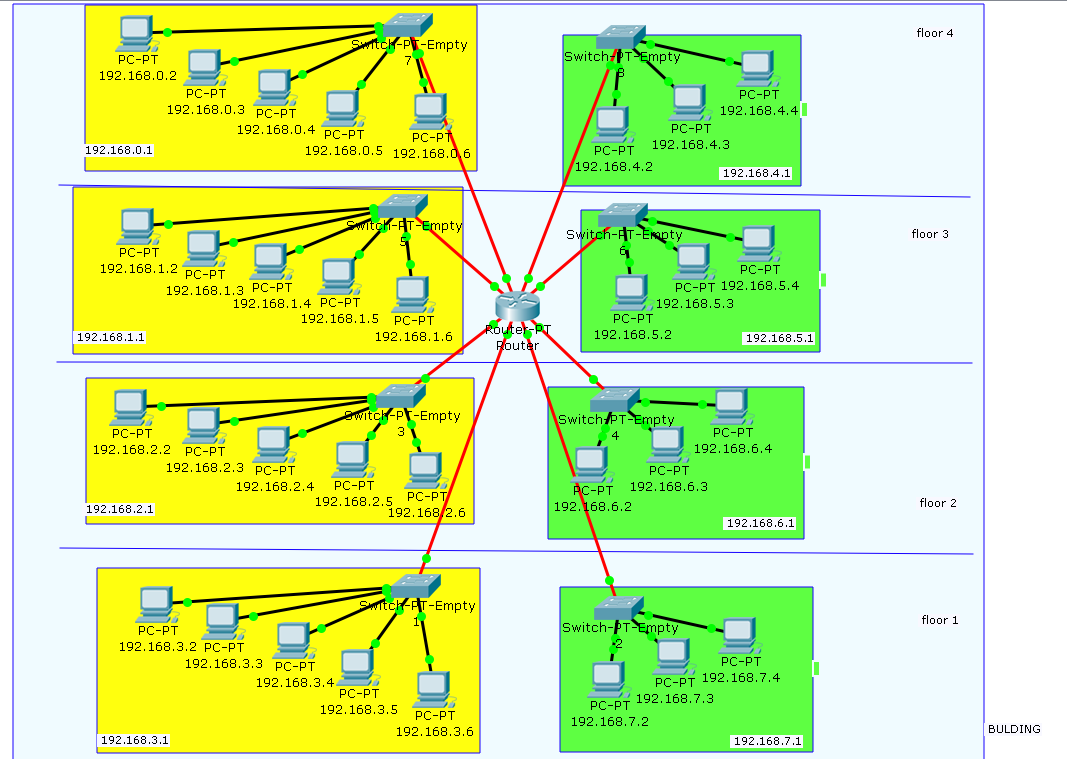 floor 4
Switch-PT-Empty
7
PC-PT
192.168.0.2
PC-PT
192.168.0.3
PC-PT
192.168.0.4
PC-PT
192.168.0.5
PC-PT
192.168.0.6
192.168.0.1
Switch-PT-Empty
8
PC-PT
192.168.4.4
PC-PT
192.168.4.3
PC-PT
192.168.4.2
192.168.4.1
floor 3
Switch-PT-Empty
5
PC-PT
192.168.1.2
PC-PT
192.168.1.3
PC-PT
192.168.1.4
PC-PT
192.168.1.5
PC-PT
192.168.1.6
192.168.1.1
Switch-PT-Empty
6
PC-PT
192.168.5.4
PC-PT
192.168.5.3
PC-PT
192.168.5.2
192.168.5.1
Router-PT
Router
Switch-PT-Empty
3
PC-PT
192.168.2.2
PC-PT
192.168.2.3
PC-PT
192.168.2.4
PC-PT
192.168.2.5
PC-PT
192.168.2.6
192.168.2.1
Switch-PT-Empty
4
PC-PT
192.168.6.4
PC-PT
192.168.6.3
PC-PT
192.168.6.2
192.168.6.1
floor 2
Switch-PT-Empty
1
PC-PT
192.168.3.2
PC-PT
192.168.3.3
PC-PT
192.168.3.4
PC-PT
192.168.3.5
PC-PT
192.168.3.6
192.168.3.1
Switch-PT-Empty
2
PC-PT
192.168.7.4
PC-PT
192.168.7.3
PC-PT
192.168.7.2
192.168.7.1
floor 1
BULDING